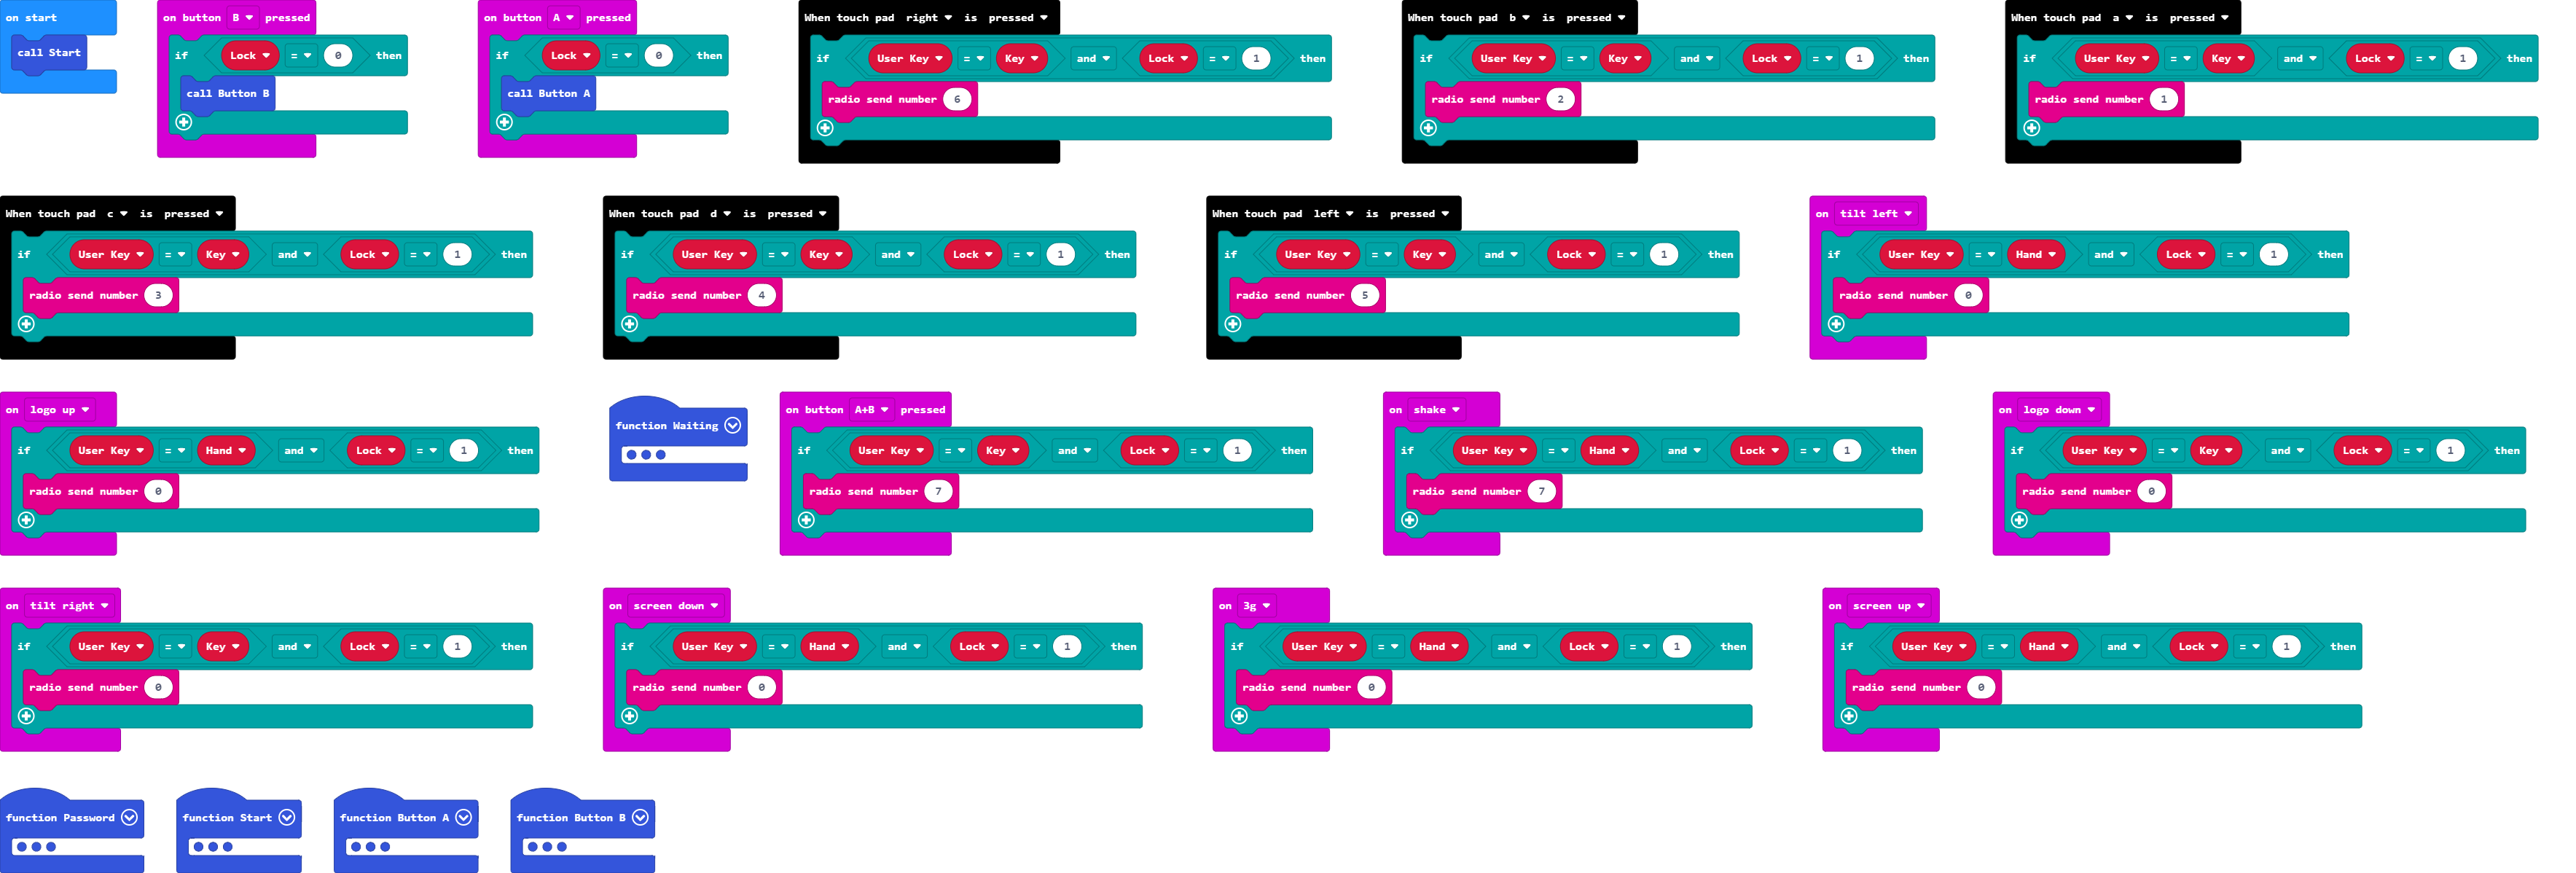 on start
call Start
on button B pressed
if Lock = 0 then
call Button B
on button A pressed
if Lock = 0 then
call Button A
When touch pad right is pressed
if User Key = Key and Lock = 1 then
radio send number 6
When touch pad b is pressed
if User Key = Key and Lock = 1 then
radio send number 2
When touch pad a is pressed
if User Key = Key and Lock = 1 then
radio send number 1
When touch pad c is pressed
if User Key = Key and Lock = 1 then
radio send number 3
When touch pad d is pressed
if User Key = Key and Lock = 1 then
radio send number 4
When touch pad left is pressed
if User Key = Key and Lock = 1 then
radio send number 5
on tilt left
if User Key = Hand and Lock = 1 then
radio send number 0
on logo up
if User Key = Hand and Lock = 1 then
radio send number 0
function Waiting
on button A+B pressed
if User Key = Key and Lock = 1 then
radio send number 7
on shake
if User Key = Hand and Lock = 1 then
radio send number 7
on logo down
if User Key = Key and Lock = 1 then
radio send number 0
on tilt right
if User Key = Key and Lock = 1 then
radio send number 0
on screen down
if User Key = Hand and Lock = 1 then
radio send number 0
on 3g
if User Key = Hand and Lock = 1 then
radio send number 0
on screen up
if User Key = Hand and Lock = 1 then
radio send number 0
function Password
function Start
function Button A
function Button B